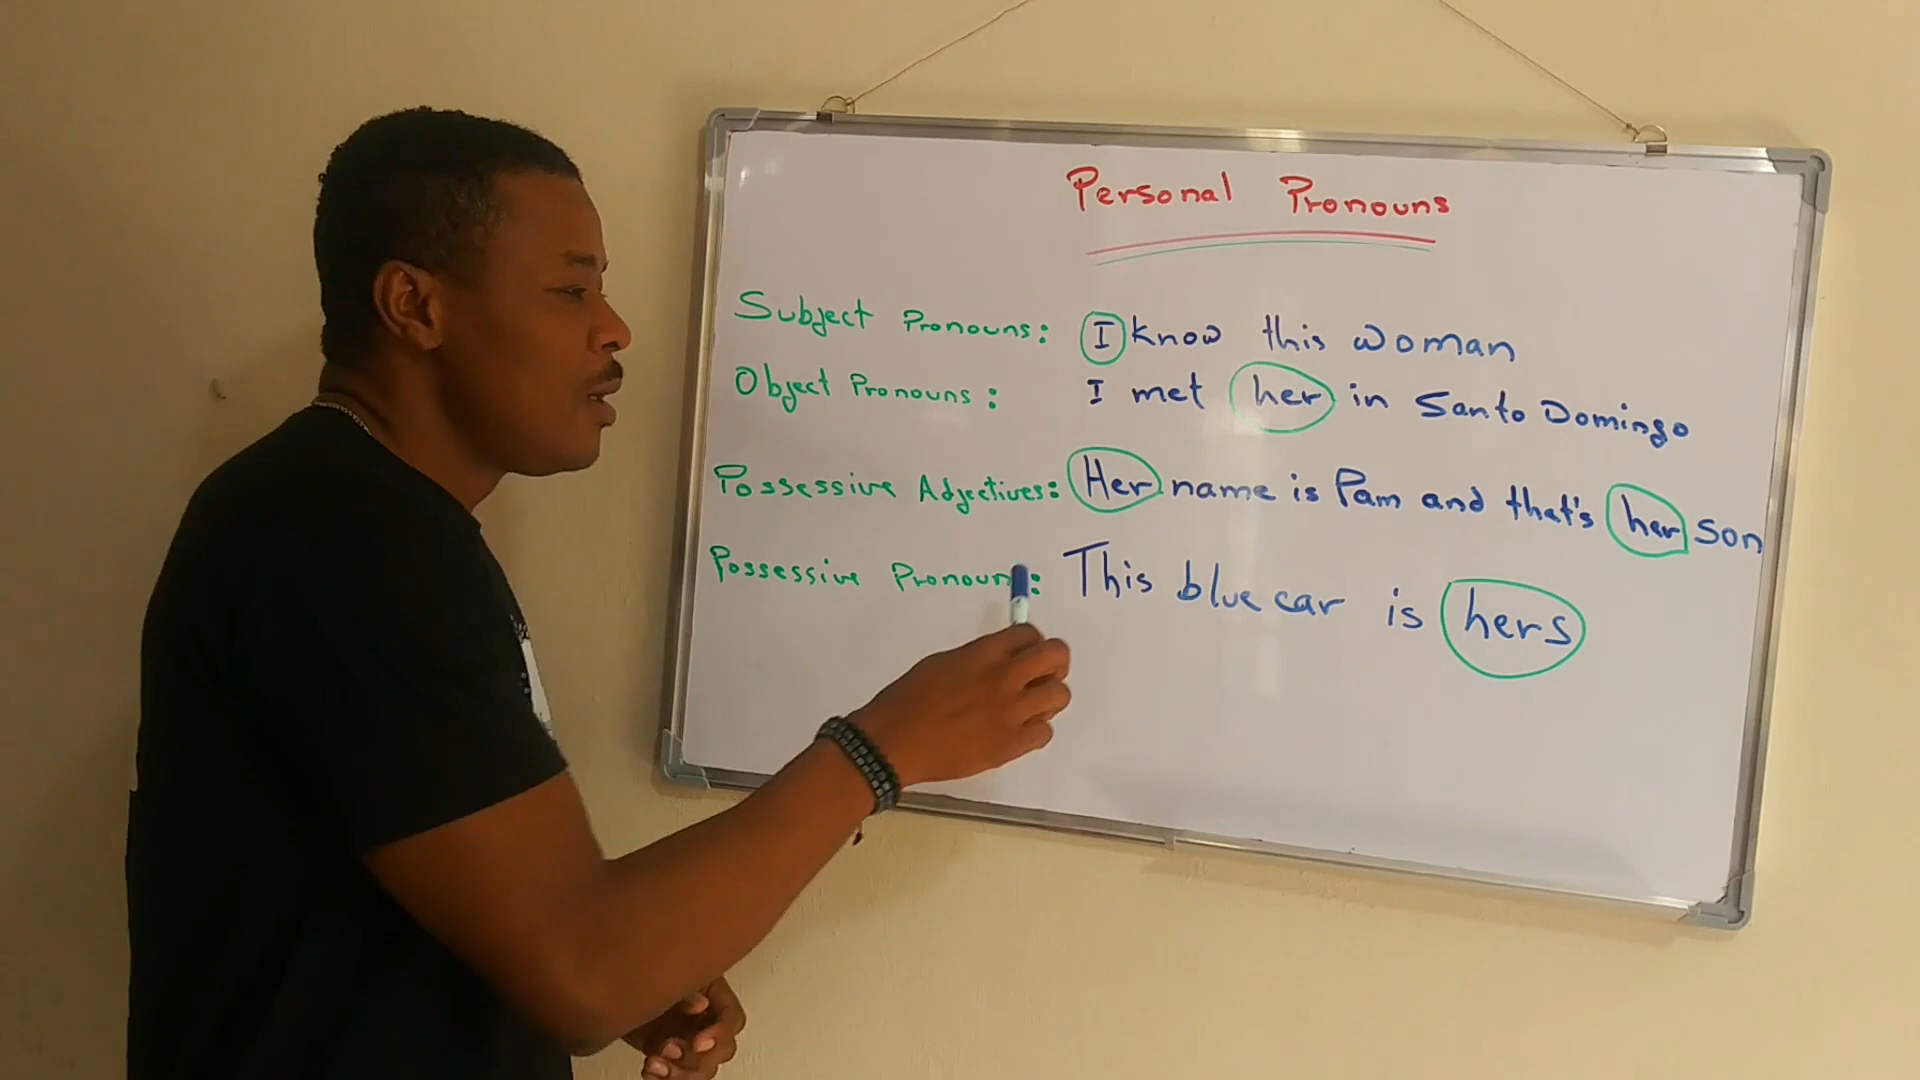 Personal Pronouns
Subject Pronouns: I know this woman
Object Pronouns: I met her in Santo Domingo
Possessive Adjectives: Her name is Pam and that's her son
Possessive Pronouns: This blue car is hers